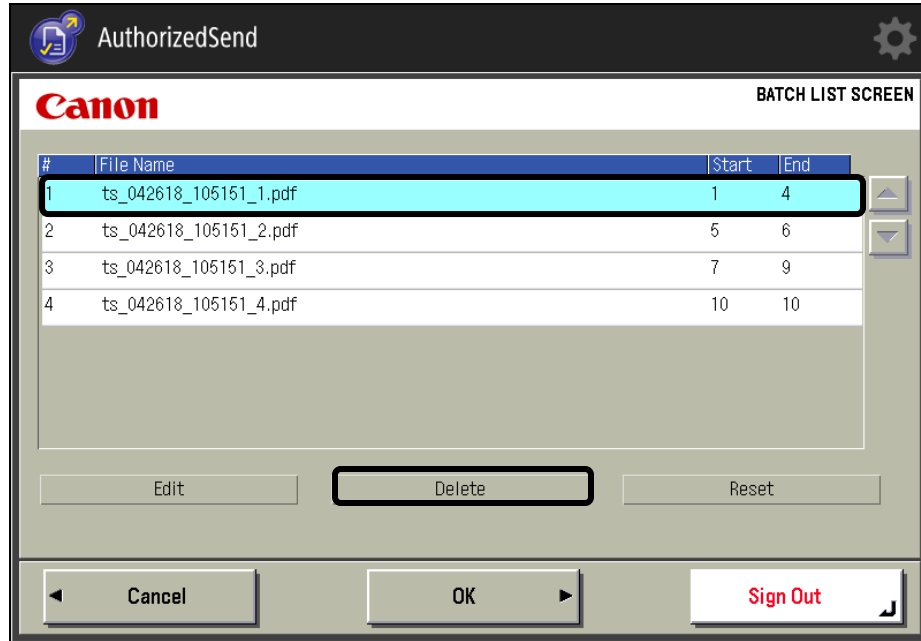 AuthorizedSend
Canon
BATCH LIST SCREEN
# File Name Start End
1 ts_042618_105151_1.pdf 1 4
2 ts_042618_105151_2.pdf 5 6
3 ts_042618_105151_3.pdf 7 9
4 ts_042618_105151_4.pdf 10 10
Edit Delete Reset
Cancel OK Sign Out